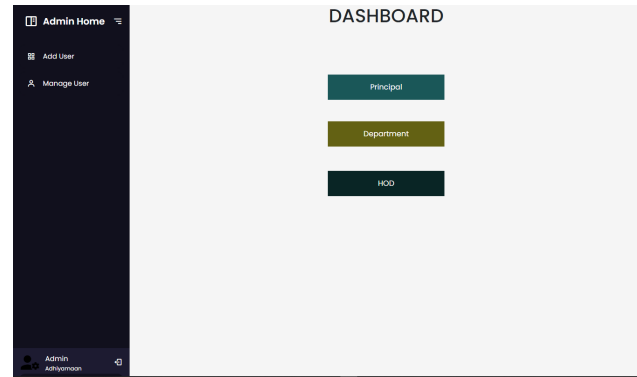 Admin Home
DASHBOARD
Add User
Manage User
Principal
Department
HOD
Admin
Adhiyamaan